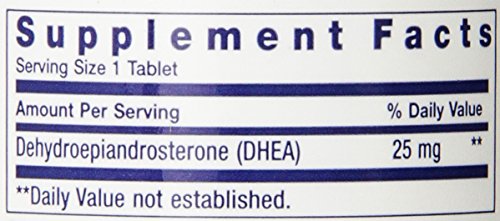 Supplement Facts
Serving Size 1 Tablet
Amount Per Serving % Daily Value
Dehydroepiandrosterone (DHEA) 25 mg **
**Daily Value not established.